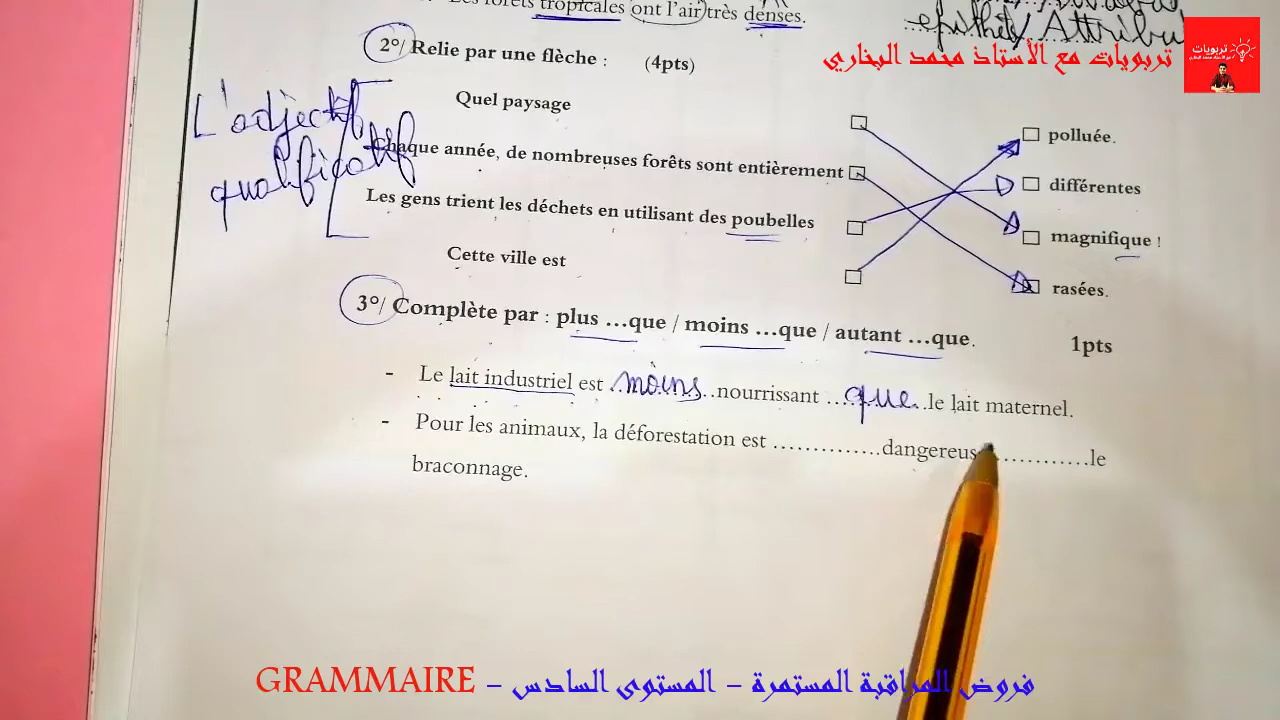 Les forêts tropicales ont l'air très denses.
epithète/Attribu
تربويات مع الأستاذ محمد البخاري
تربويات
2°/ Relie par une flèche : (4pts)
L'adjectif
qualificatif
Quel paysage
Chaque année, de nombreuses forêts sont entièrement
Les gens trient les déchets en utilisant des poubelles
Cette ville est
polluée.
différentes
magnifique !
rasées.
3°/ Complète par : plus …que / moins …que / autant …que. 1pts
- Le lait industriel est ..moins..nourrissant …que..le lait maternel.
- Pour les animaux, la déforestation est …………..dangereus …………le
braconnage.
GRAMMAIRE – فروض المراقبة المستمرة – المستوى السادس